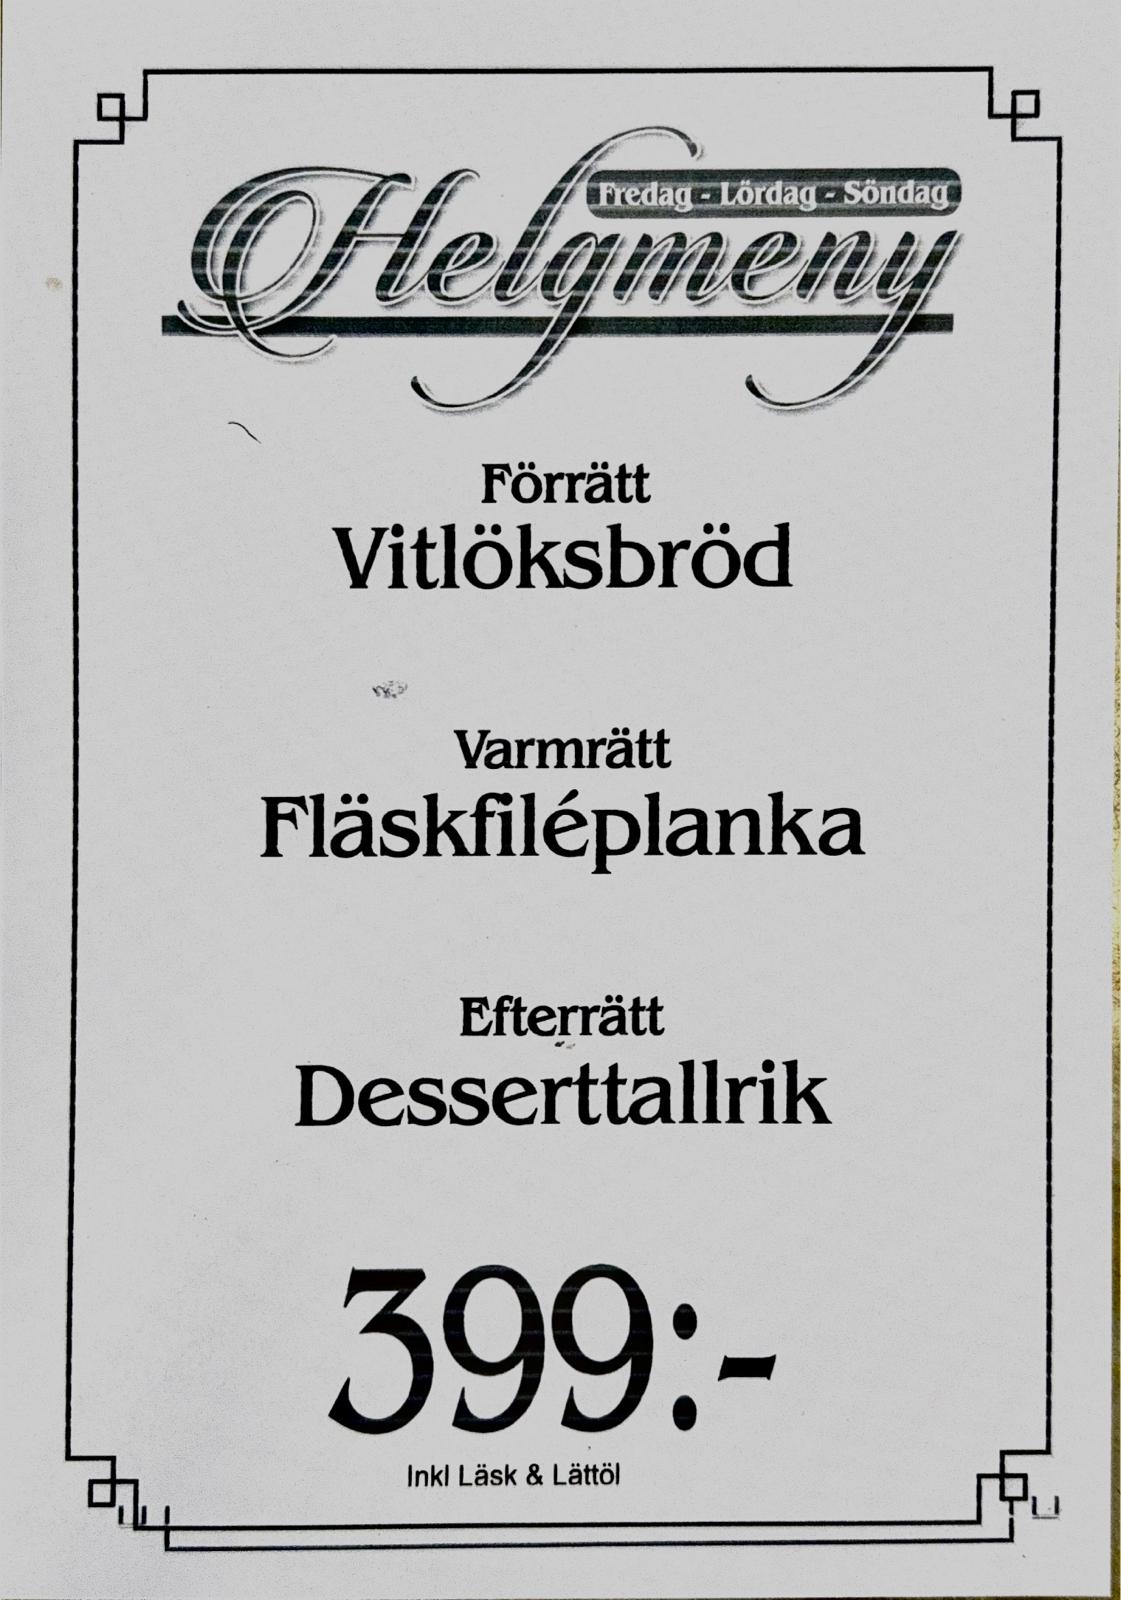 Fredag - Lördag - Söndag
Helgmeny
Förrätt
Vitlöksbröd
Varmrätt
Fläskfiléplanka
Efterrätt
Desserttallrik
399:-
Inkl Läsk & Lättöl